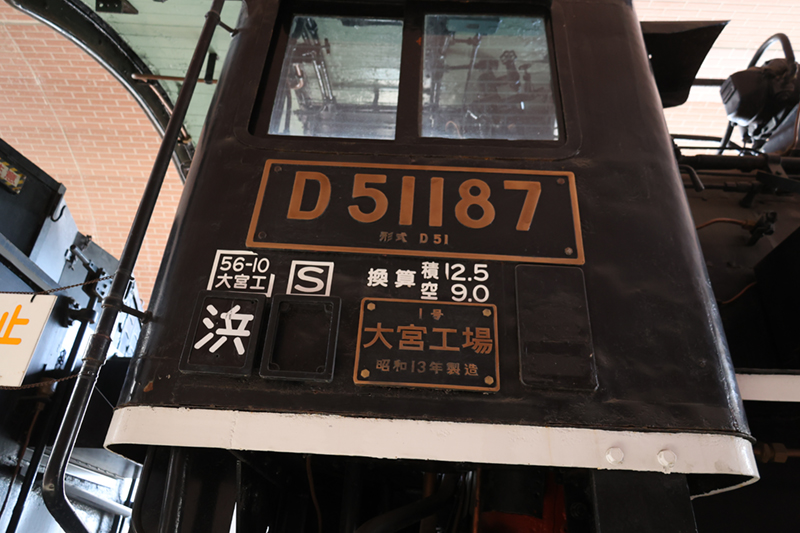 D51187
形式 D51
56-10
大宮工
S
換算 積 12.5
空 9.0
浜
1号
大宮工場
昭和13年製造
止